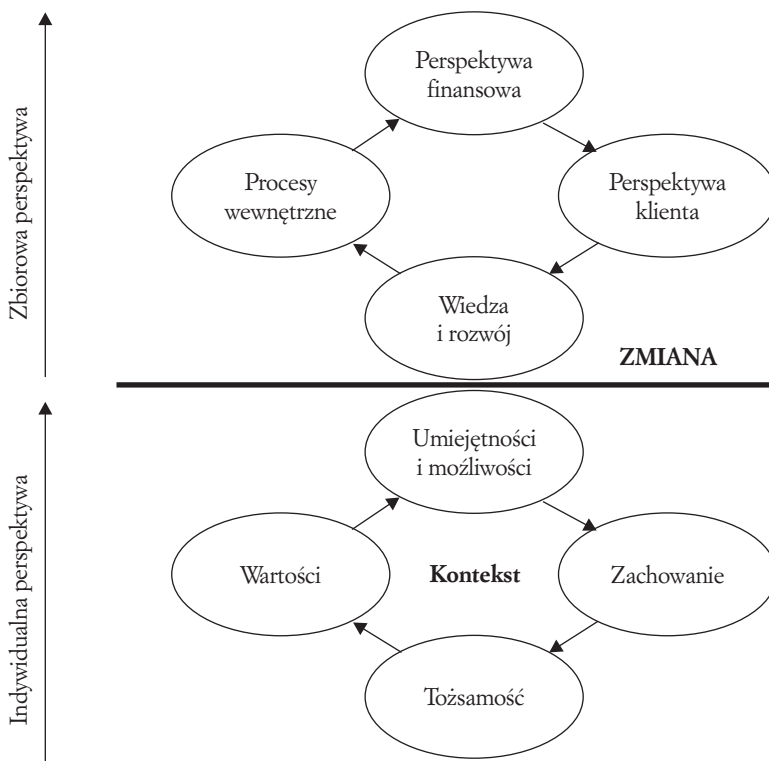 Zbiorowa perspektywa
Perspektywa
finansowa
Procesy
wewnętrzne
Perspektywa
klienta
Wiedza
i rozwój
ZMIANA
Indywidualna perspektywa
Umiejętności
i możliwości
Wartości
Kontekst
Zachowanie
Tożsamość